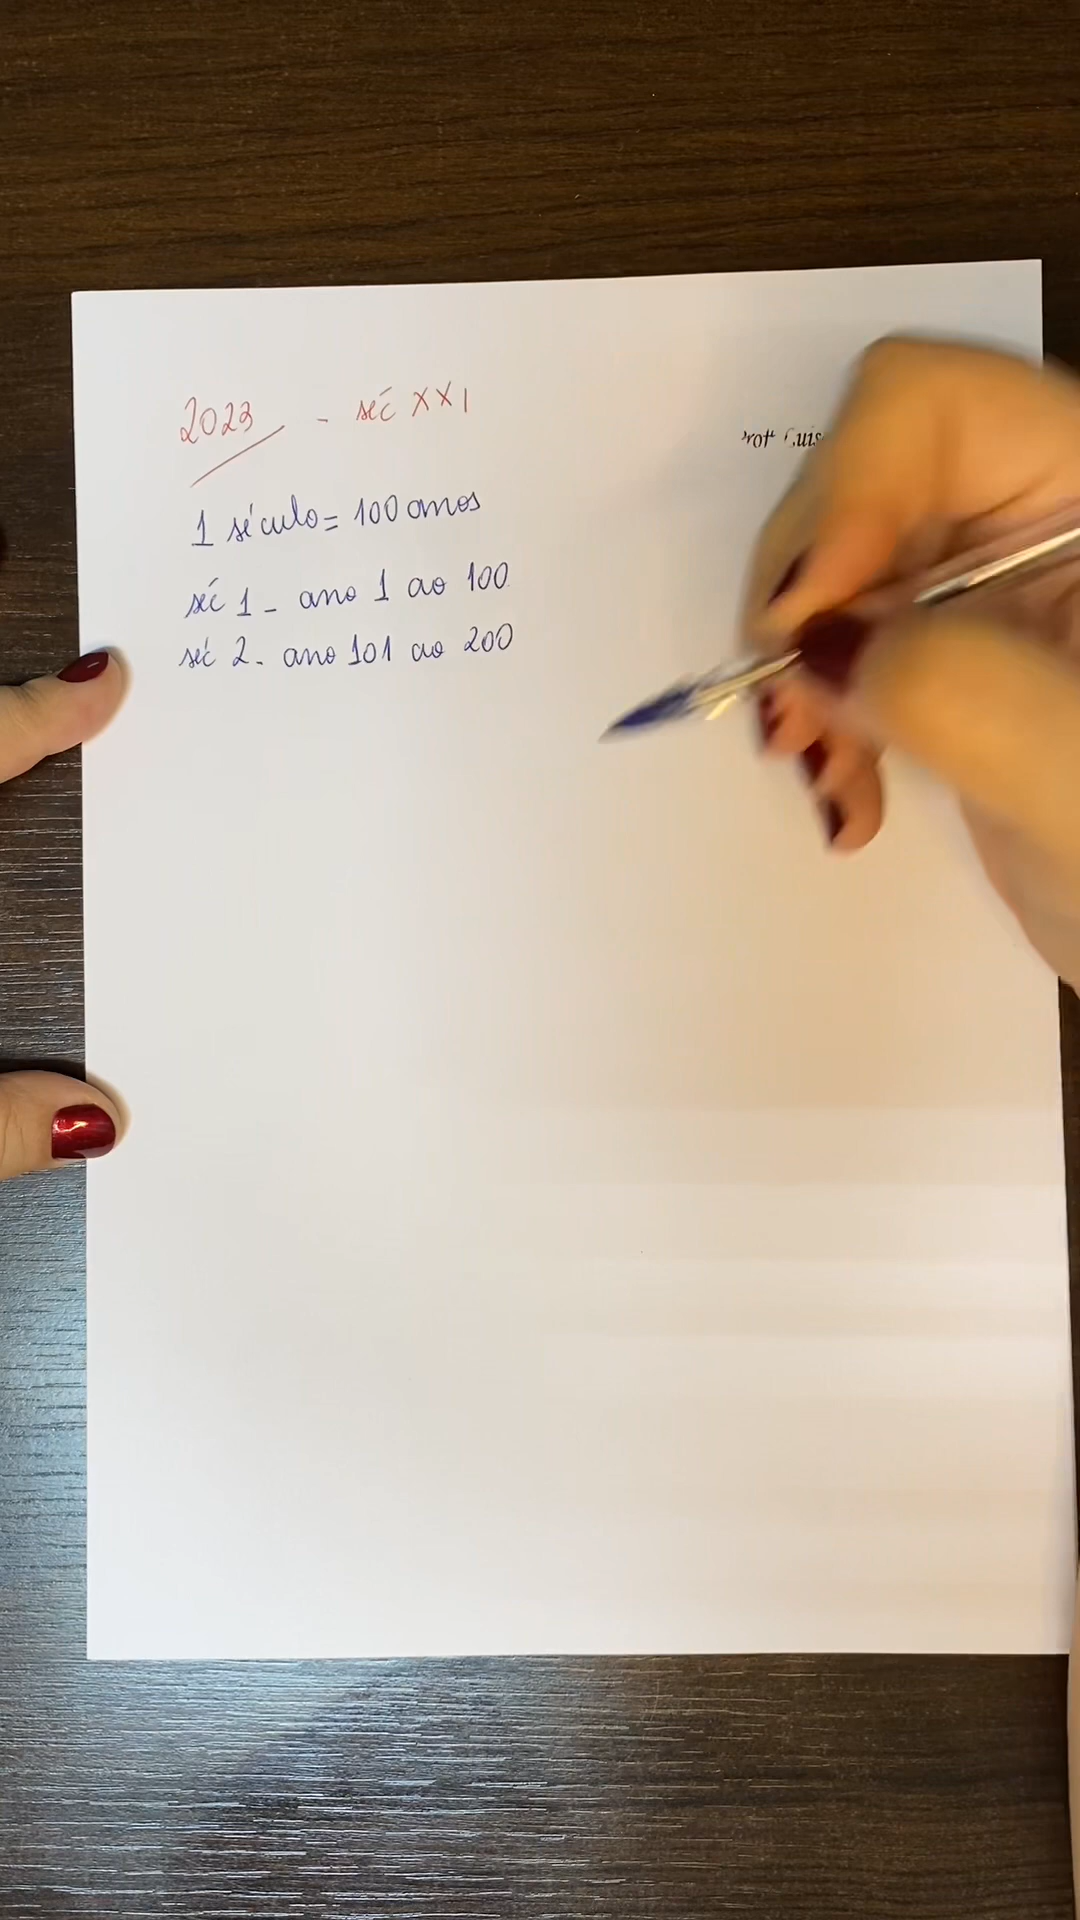 2023 - séc XXI
1 século = 100 anos
séc 1 - ano 1 ao 100
séc 2 - ano 101 ao 200